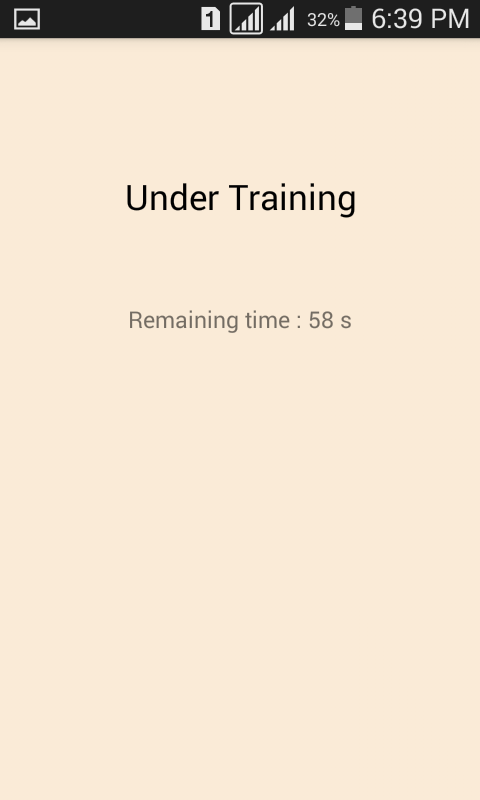 1 32% 6:39 PM
Under Training
Remaining time : 58 s